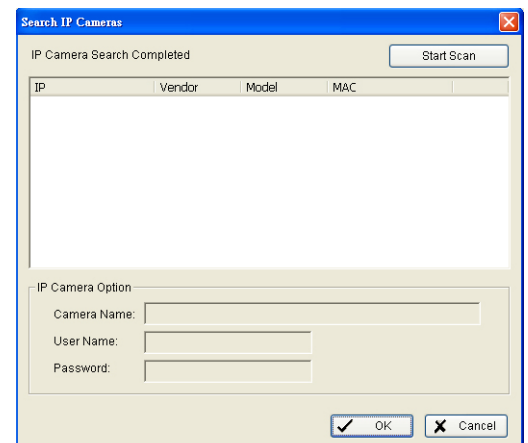 Search IP Cameras
IP Camera Search Completed
Start Scan
IP Vendor Model MAC
IP Camera Option
Camera Name:
User Name:
Password:
OK Cancel